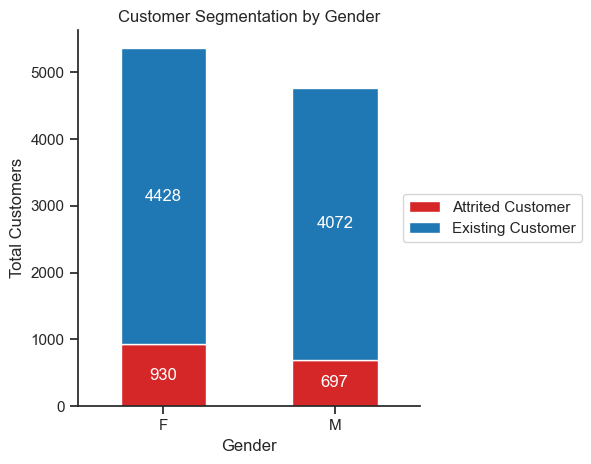 Customer Segmentation by Gender
Total Customers
5000
4000
3000
2000
1000
0
4428
4072
930
697
F
M
Gender
Attrited Customer
Existing Customer